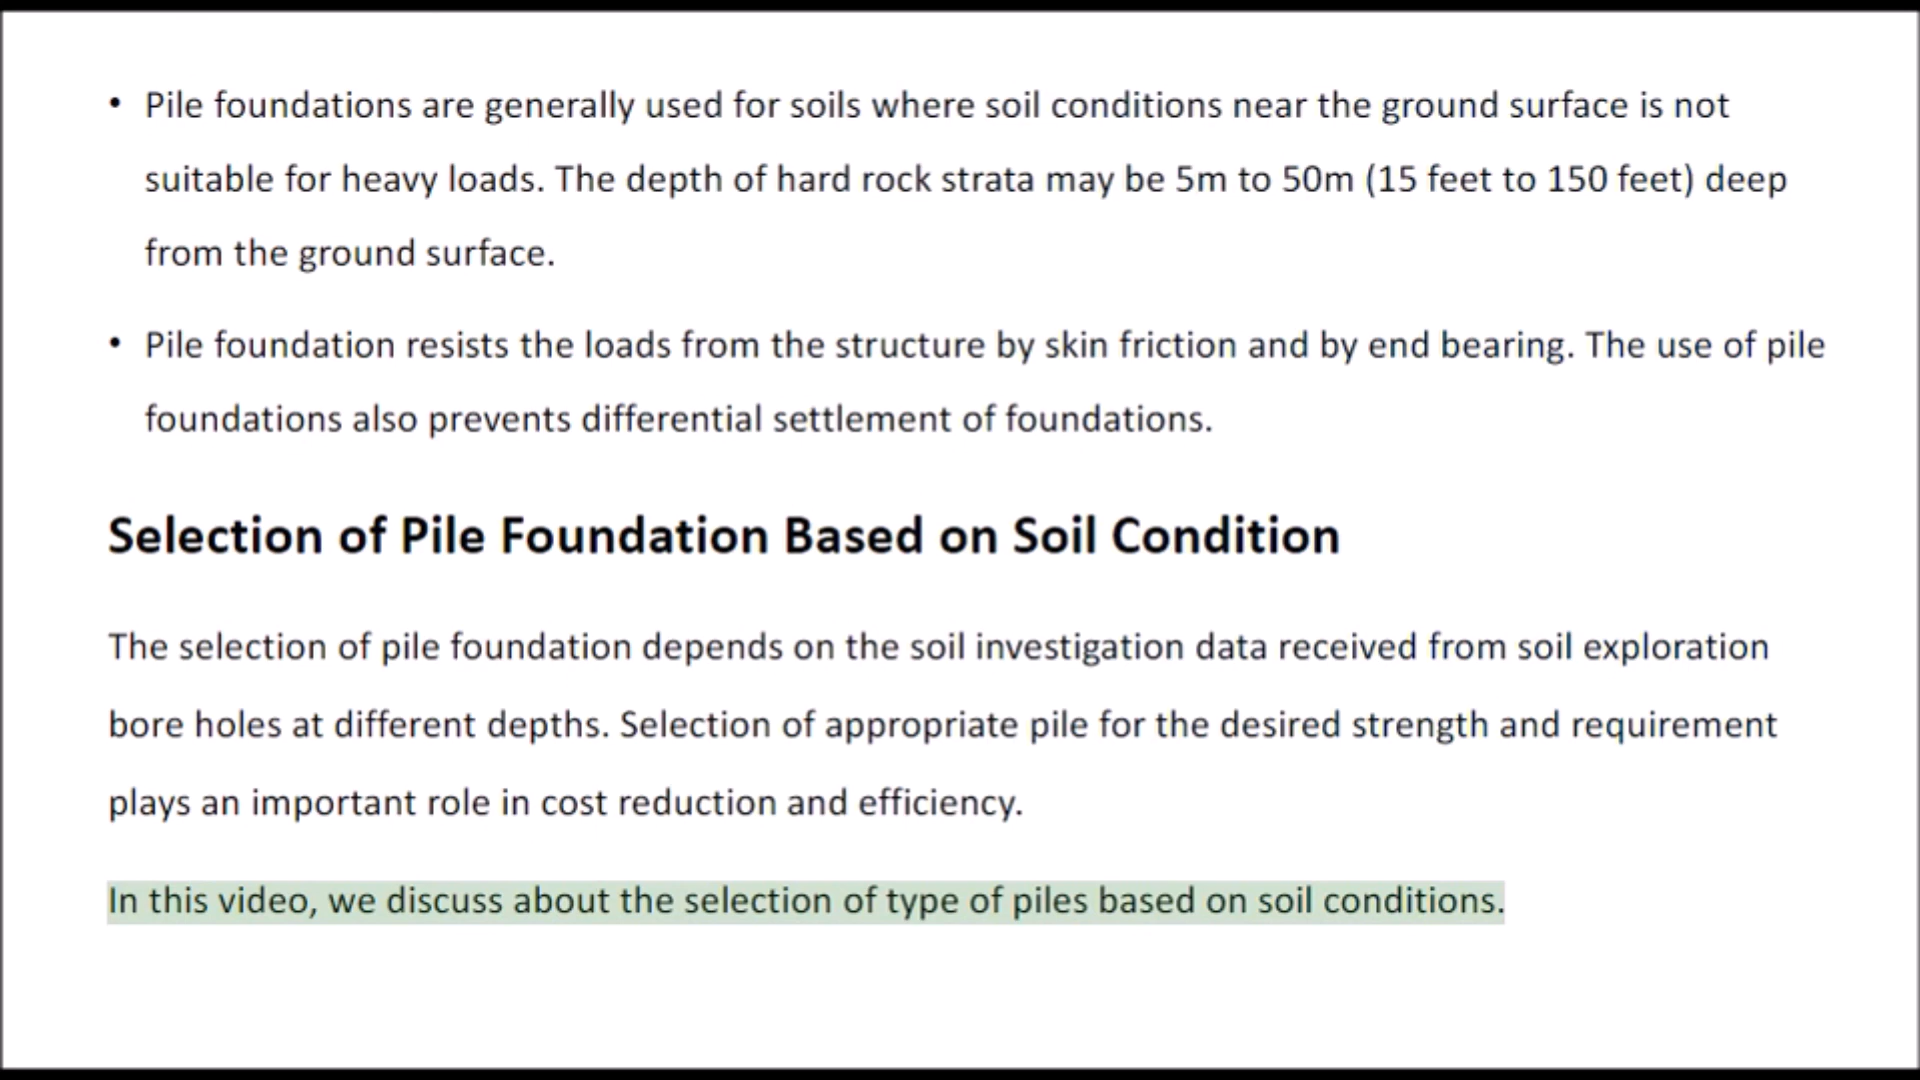 • Pile foundations are generally used for soils where soil conditions near the ground surface is not
suitable for heavy loads. The depth of hard rock strata may be 5m to 50m (15 feet to 150 feet) deep
from the ground surface.
• Pile foundation resists the loads from the structure by skin friction and by end bearing. The use of pile
foundations also prevents differential settlement of foundations.
Selection of Pile Foundation Based on Soil Condition
The selection of pile foundation depends on the soil investigation data received from soil exploration
bore holes at different depths. Selection of appropriate pile for the desired strength and requirement
plays an important role in cost reduction and efficiency.
In this video, we discuss about the selection of type of piles based on soil conditions.